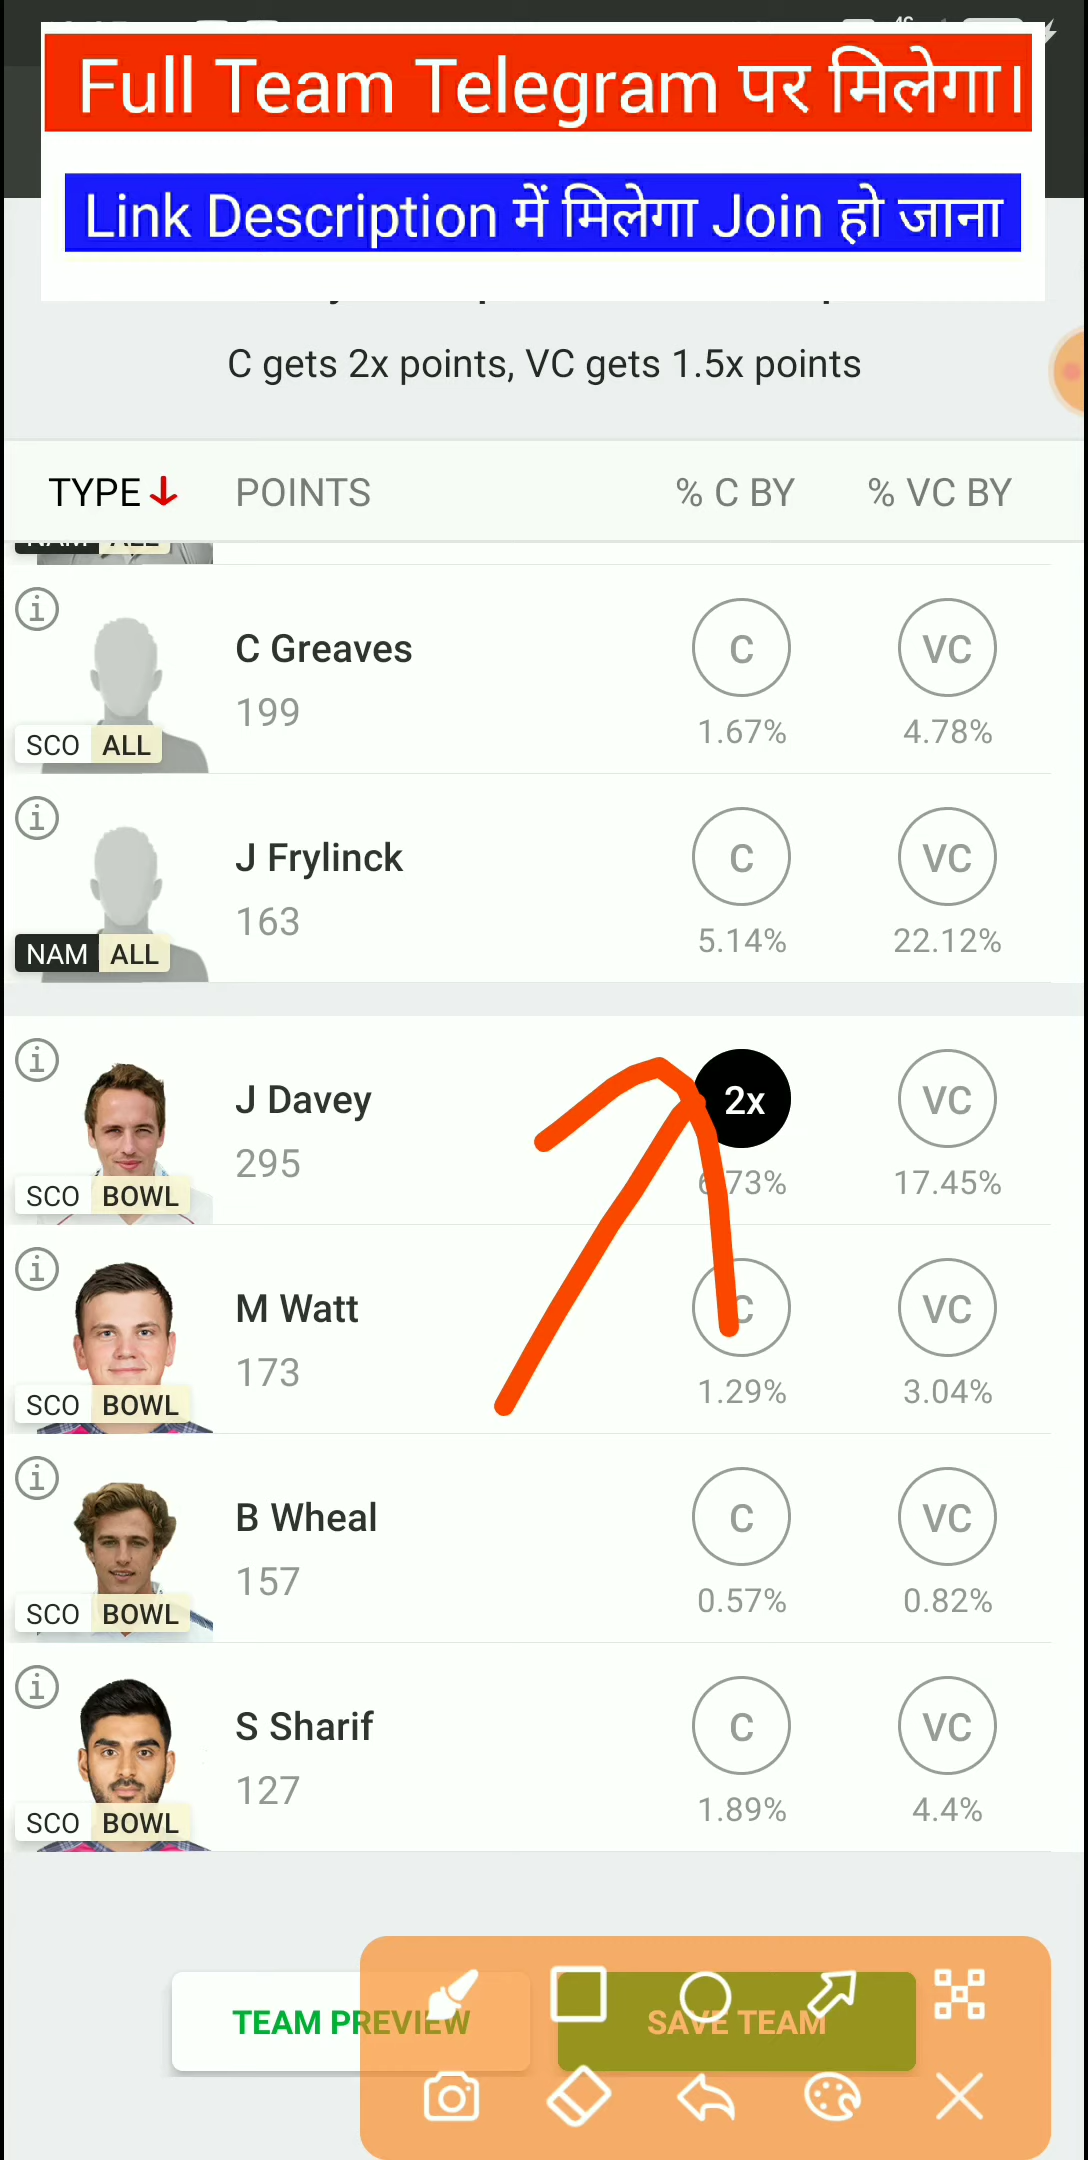 Full Team Telegram पर मिलेगा।
Link Description में मिलेगा Join हो जाना
C gets 2x points, VC gets 1.5x points
TYPE POINTS % C BY % VC BY
NAM ALL
C Greaves C VC
199 1.67% 4.78%
SCO ALL
J Frylinck C VC
163 5.14% 22.12%
NAM ALL
J Davey 2x VC
295 6.73% 17.45%
SCO BOWL
M Watt C VC
173 1.29% 3.04%
SCO BOWL
B Wheal C VC
157 0.57% 0.82%
SCO BOWL
S Sharif C VC
127 1.89% 4.4%
SCO BOWL
TEAM PREVIEW SAVE TEAM